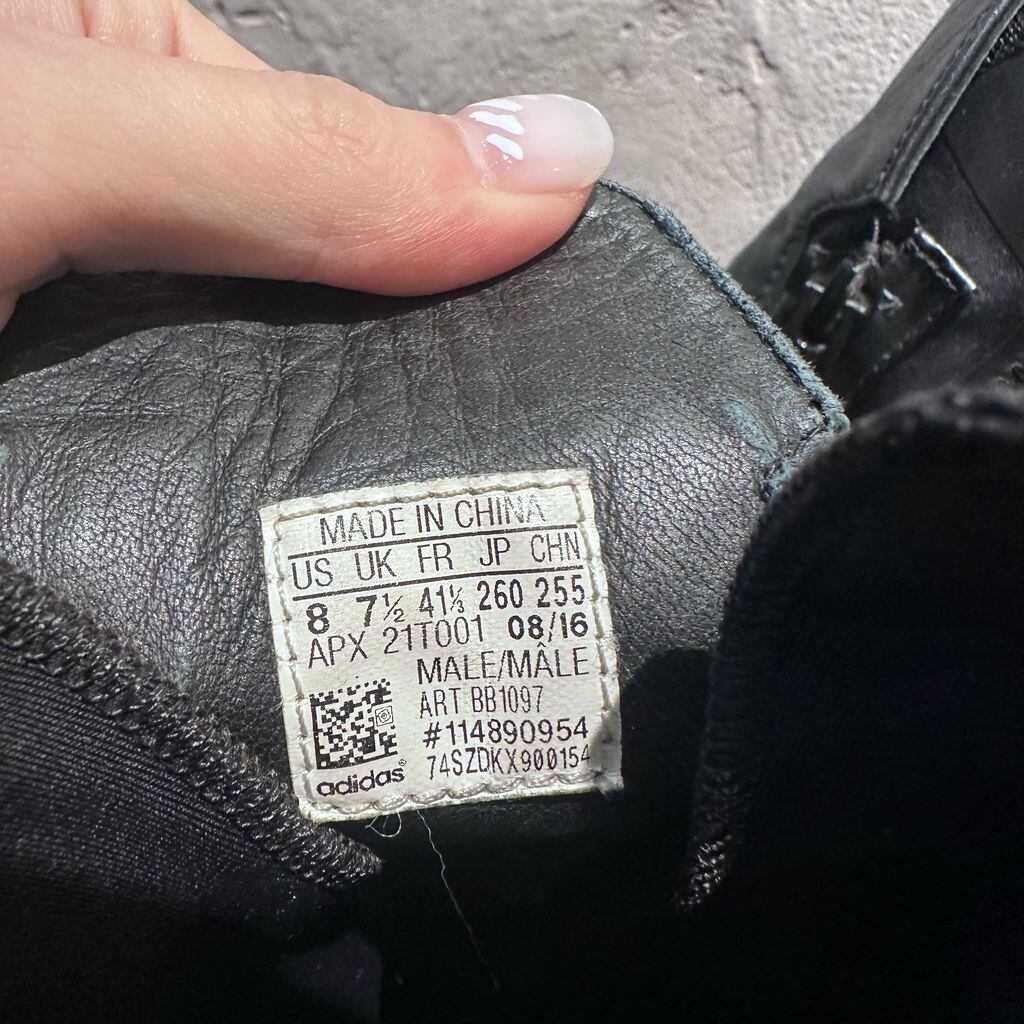 MADE IN CHINA
US UK FR JP CHN
8 7½ 41⅓ 260 255
APX 21T001 08/16
MALE/MÂLE
ART BB1097
#114890954
74SZDKX900154
adidas®